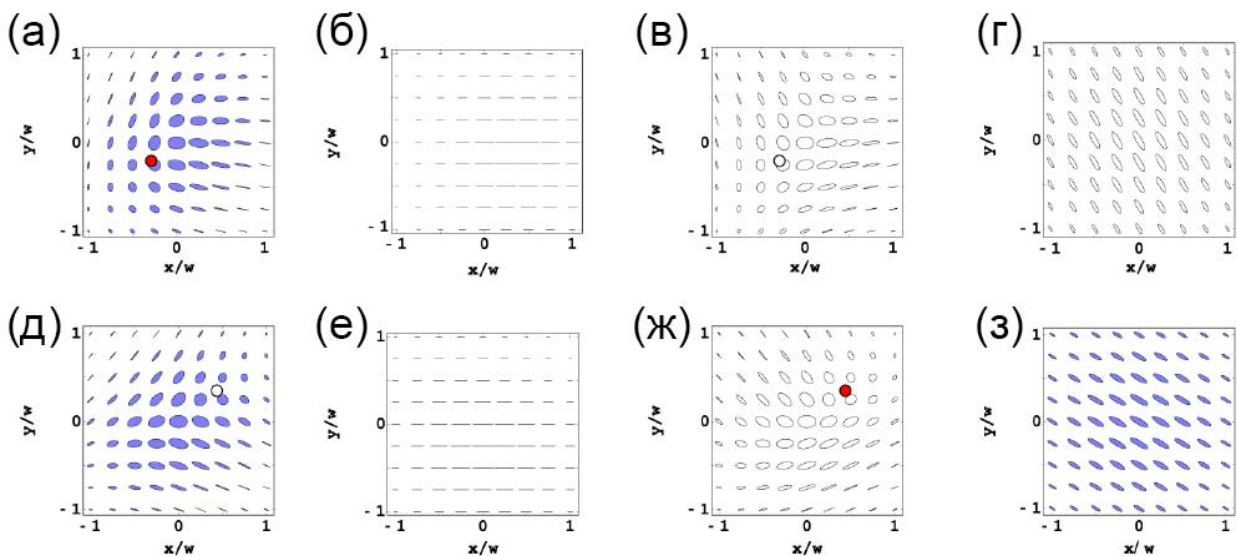 (а) (б) (в) (г)
1 1 1 1
y/w 0 y/w 0 y/w 0 y/w 0
-1 -1 -1 -1
-1 0 1 -1 0 1 -1 0 1 -1 0 1
x/w x/w x/w x/w
(д) (е) (ж) (з)
1 1 1 1
y/w 0 y/w 0 y/w 0 y/w 0
-1 -1 -1 -1
-1 0 1 -1 0 1 -1 0 1 -1 0 1
x/w x/w x/w x/w